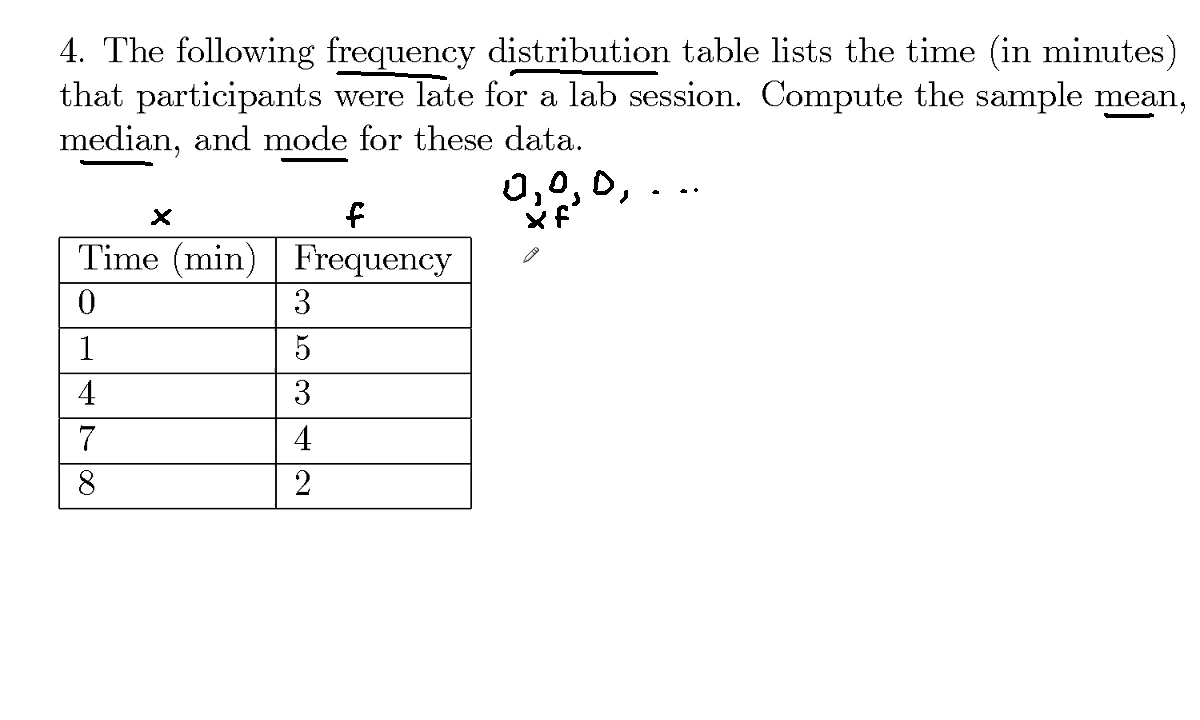 4. The following frequency distribution table lists the time (in minutes)
that participants were late for a lab session. Compute the sample mean,
median, and mode for these data.
0,0,0, ....
x f xf
Time (min) Frequency
0 3
1 5
4 3
7 4
8 2